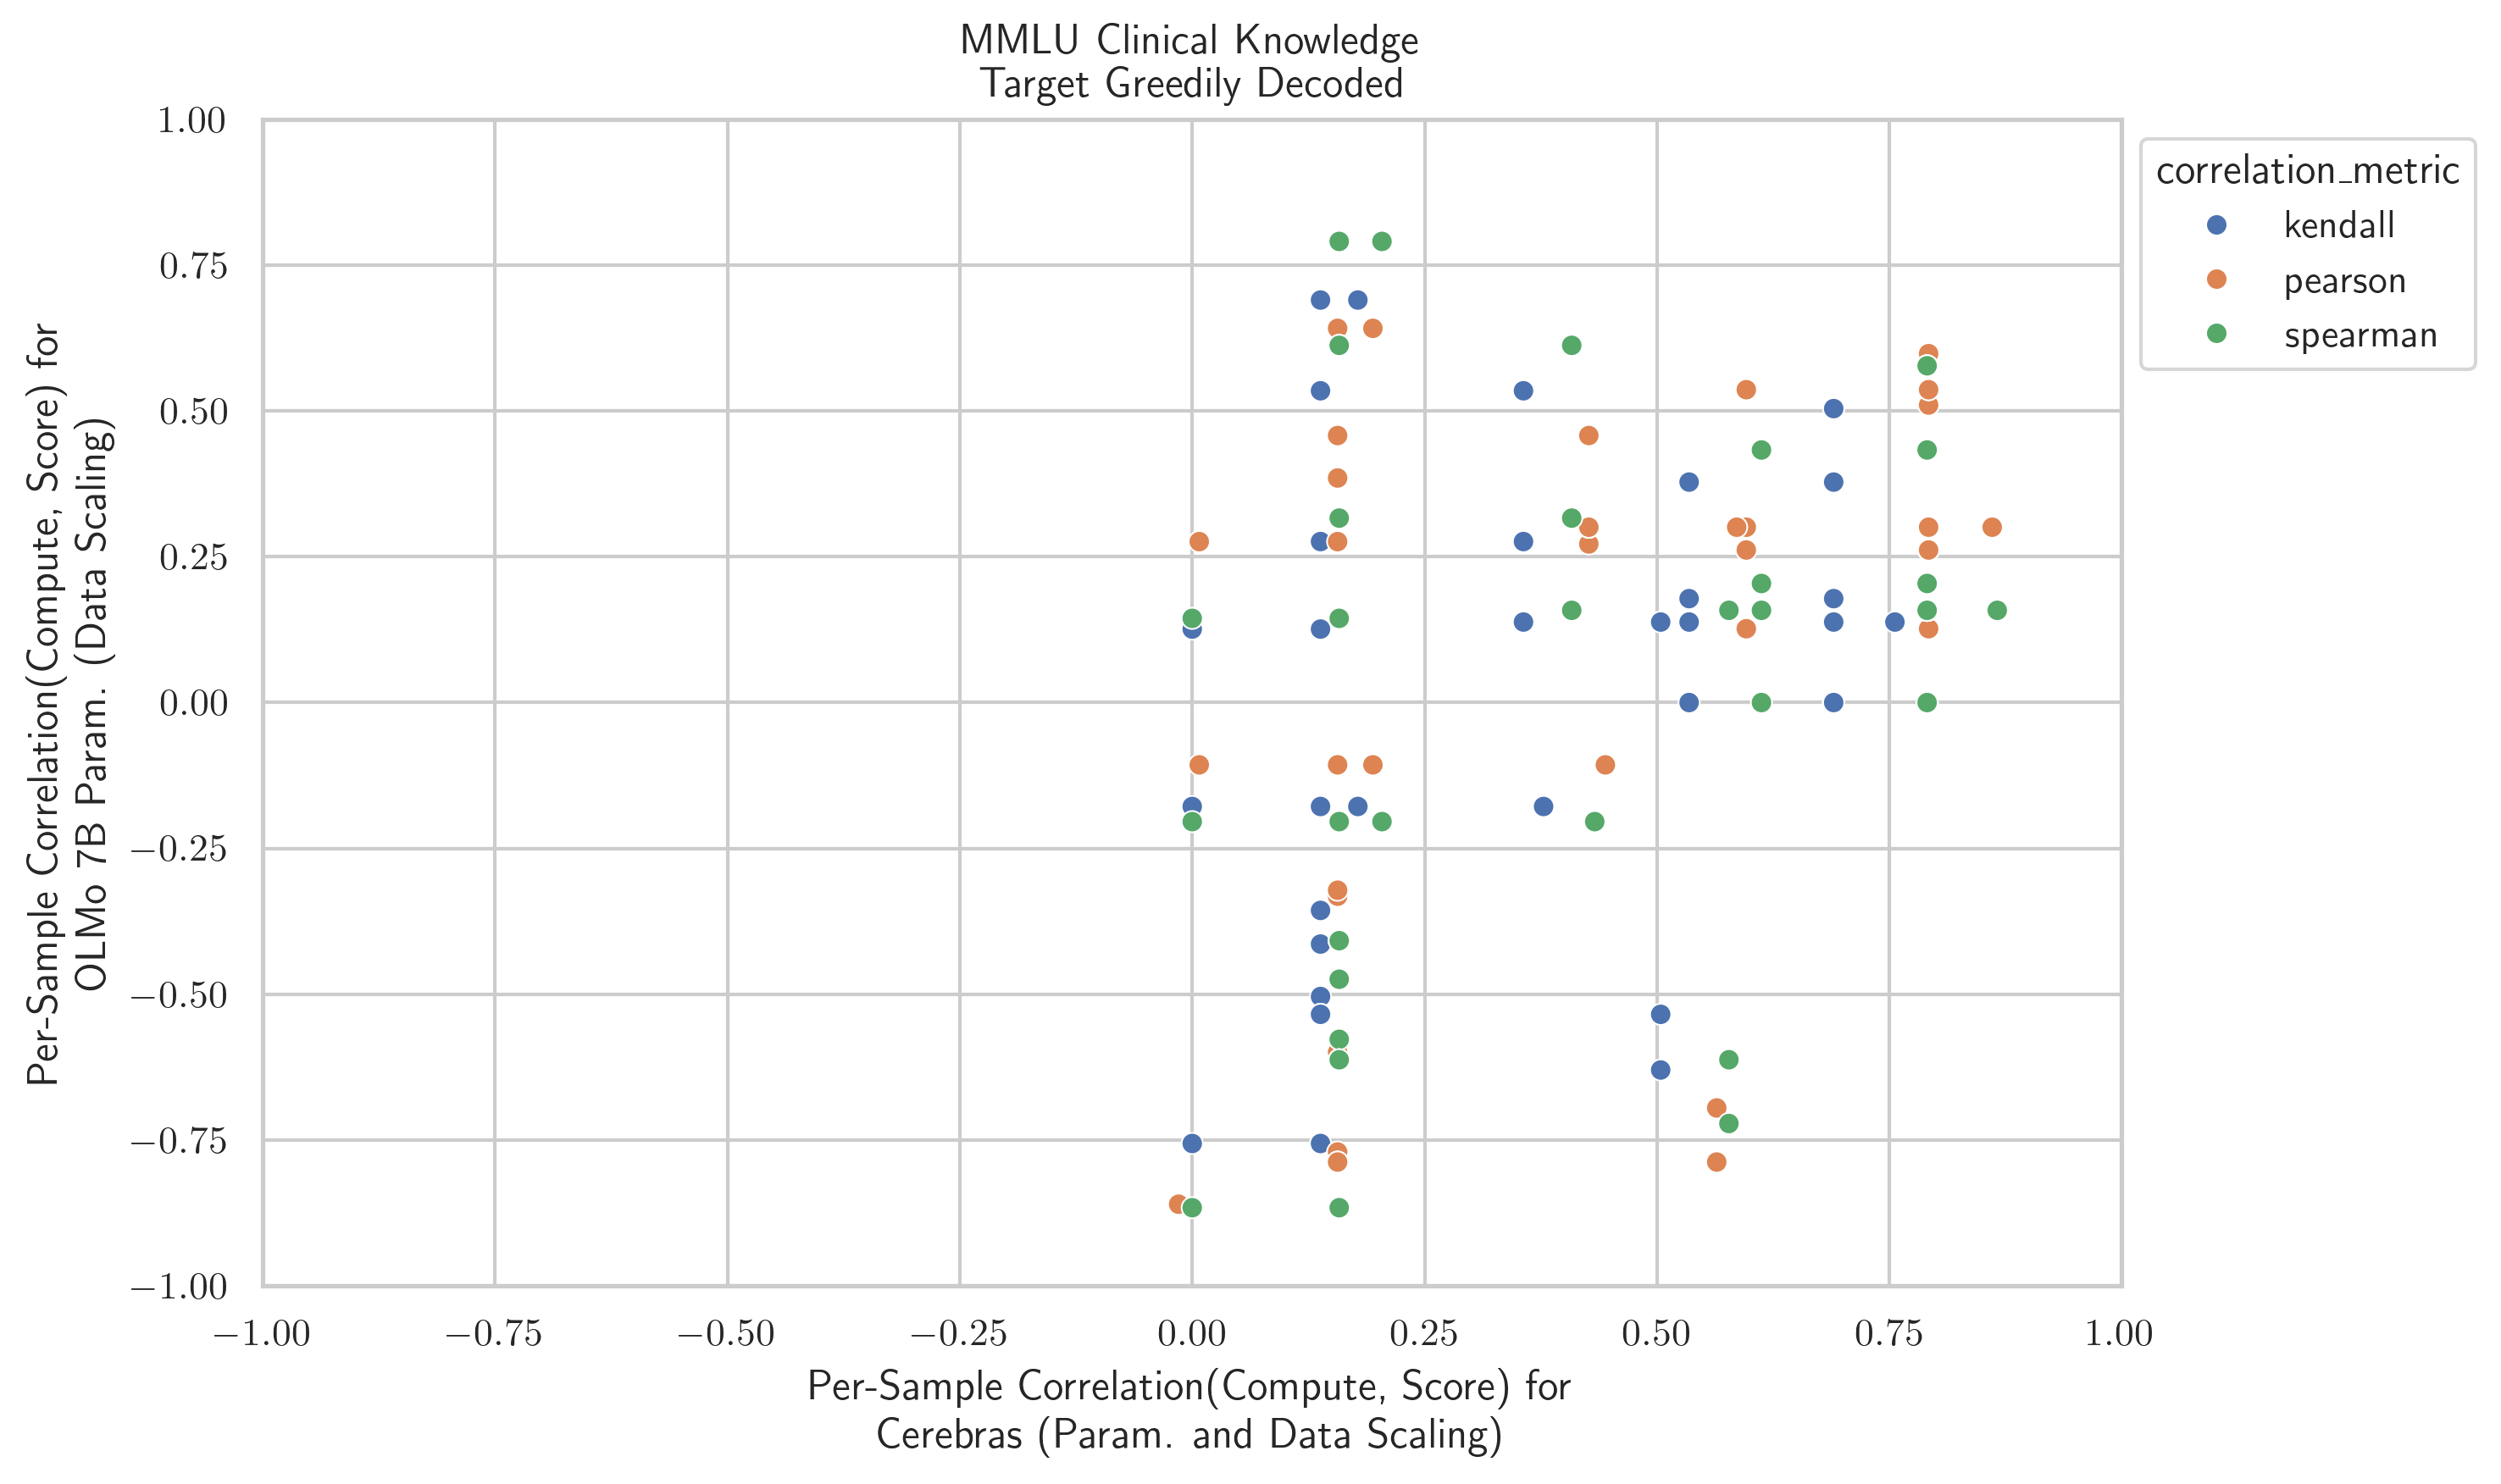 MMLU Clinical Knowledge
Target Greedily Decoded
1.00
0.75
0.50
0.25
0.00
−0.25
−0.50
−0.75
−1.00
Per-Sample Correlation(Compute, Score) for
OLMo 7B Param. (Data Scaling)
correlation_metric
kendall
pearson
spearman
−1.00
−0.75
−0.50
−0.25
0.00
0.25
0.50
0.75
1.00
Per-Sample Correlation(Compute, Score) for
Cerebras (Param. and Data Scaling)